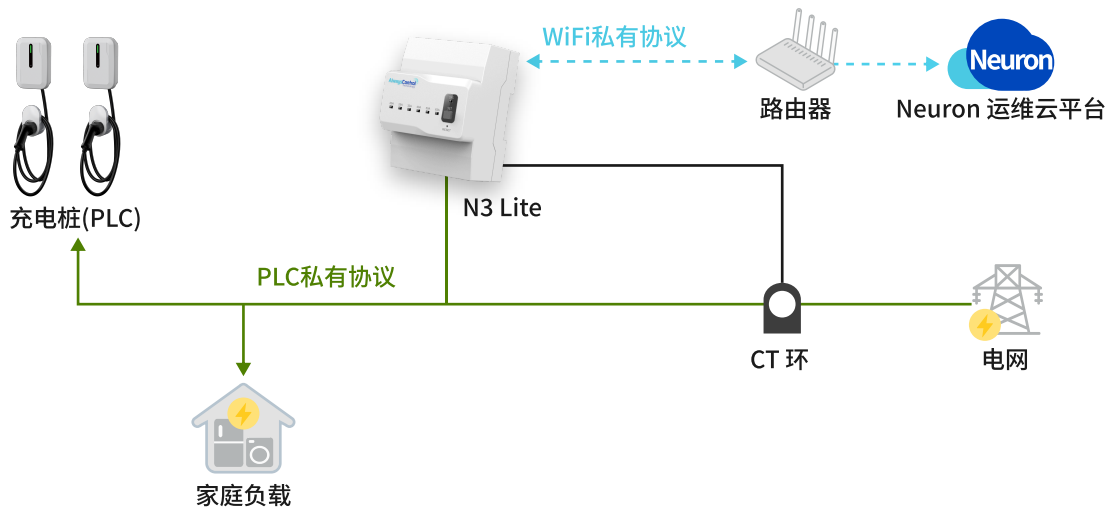 WiFi私有协议
Neuron
路由器
Neuron 运维云平台
N3 Lite
充电桩(PLC)
PLC私有协议
CT 环
电网
家庭负载